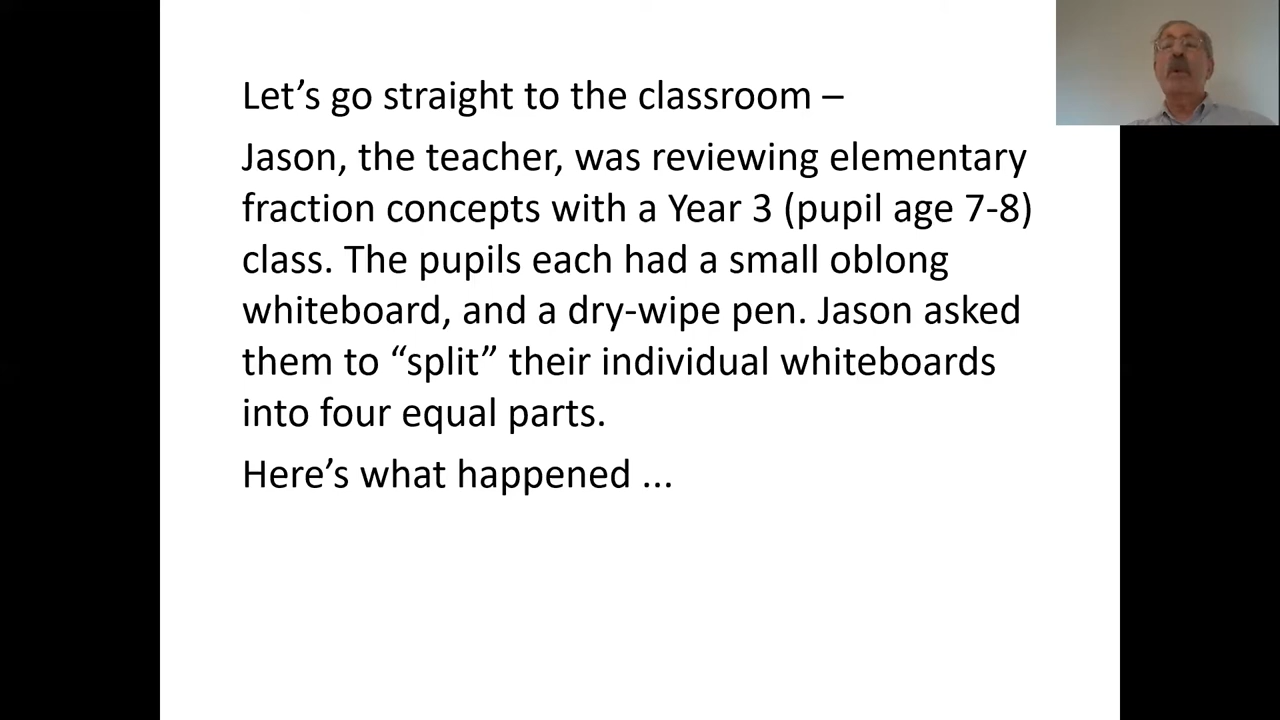 Let’s go straight to the classroom –
Jason, the teacher, was reviewing elementary
fraction concepts with a Year 3 (pupil age 7-8)
class. The pupils each had a small oblong
whiteboard, and a dry-wipe pen. Jason asked
them to “split” their individual whiteboards
into four equal parts.
Here’s what happened ...